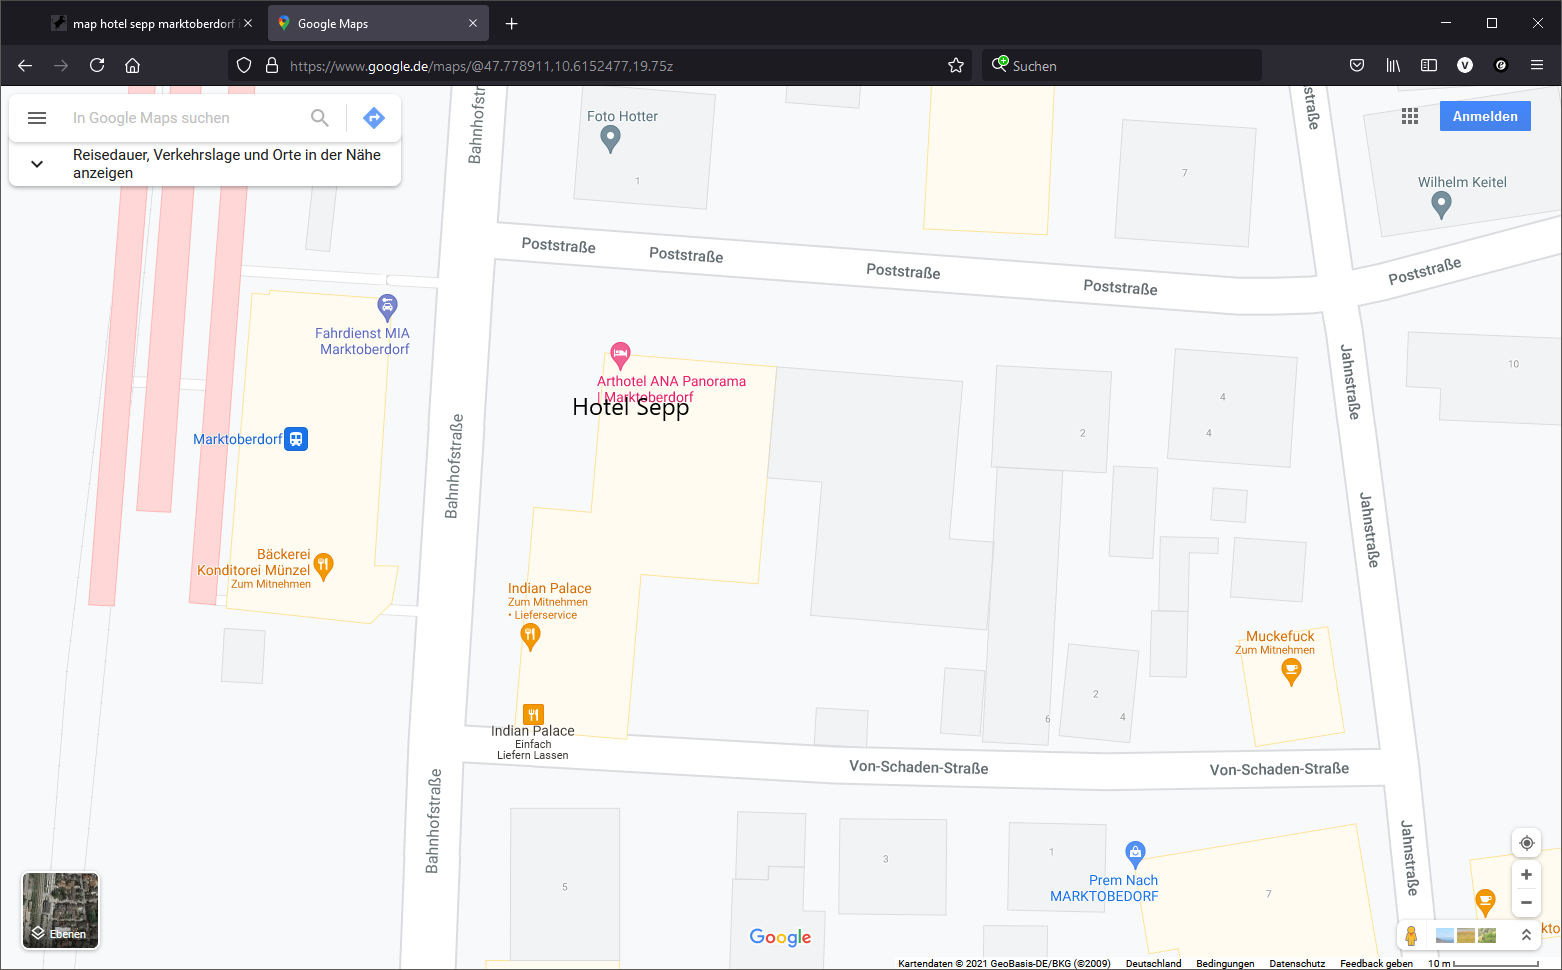 map hotel sepp marktoberdorf
Google Maps
https://www.google.de/maps/@47.778911,10.6152477,19.75z
Suchen
In Google Maps suchen
Reisedauer, Verkehrslage und Orte in der Nähe
anzeigen
Anmelden
Bahnhofstr
Foto Hotter
1
7
straße
Wilhelm Keitel
Poststraße
Poststraße
Poststraße
Poststraße
Poststraße
Fahrdienst MIA
Marktoberdorf
Arthotel ANA Panorama
| Marktoberdorf
Hotel Sepp
Marktoberdorf
Bahnhofstraße
Jahnstraße
10
4
4
2
Jahnstraße
Bäckerei
Konditorei Münzel
Zum Mitnehmen
Indian Palace
Zum Mitnehmen
• Lieferservice
Muckefuck
Zum Mitnehmen
2
4
6
Indian Palace
Einfach
Liefern Lassen
Von-Schaden-Straße
Von-Schaden-Straße
Bahnhofstraße
Jahnstraße
5
3
1
Prem Nach
MARKTOBEDORF
7
Ebenen
Google
kto
Kartendaten © 2021 GeoBasis-DE/BKG (©2009)
Deutschland
Bedingungen
Datenschutz
Feedback geben
10 m